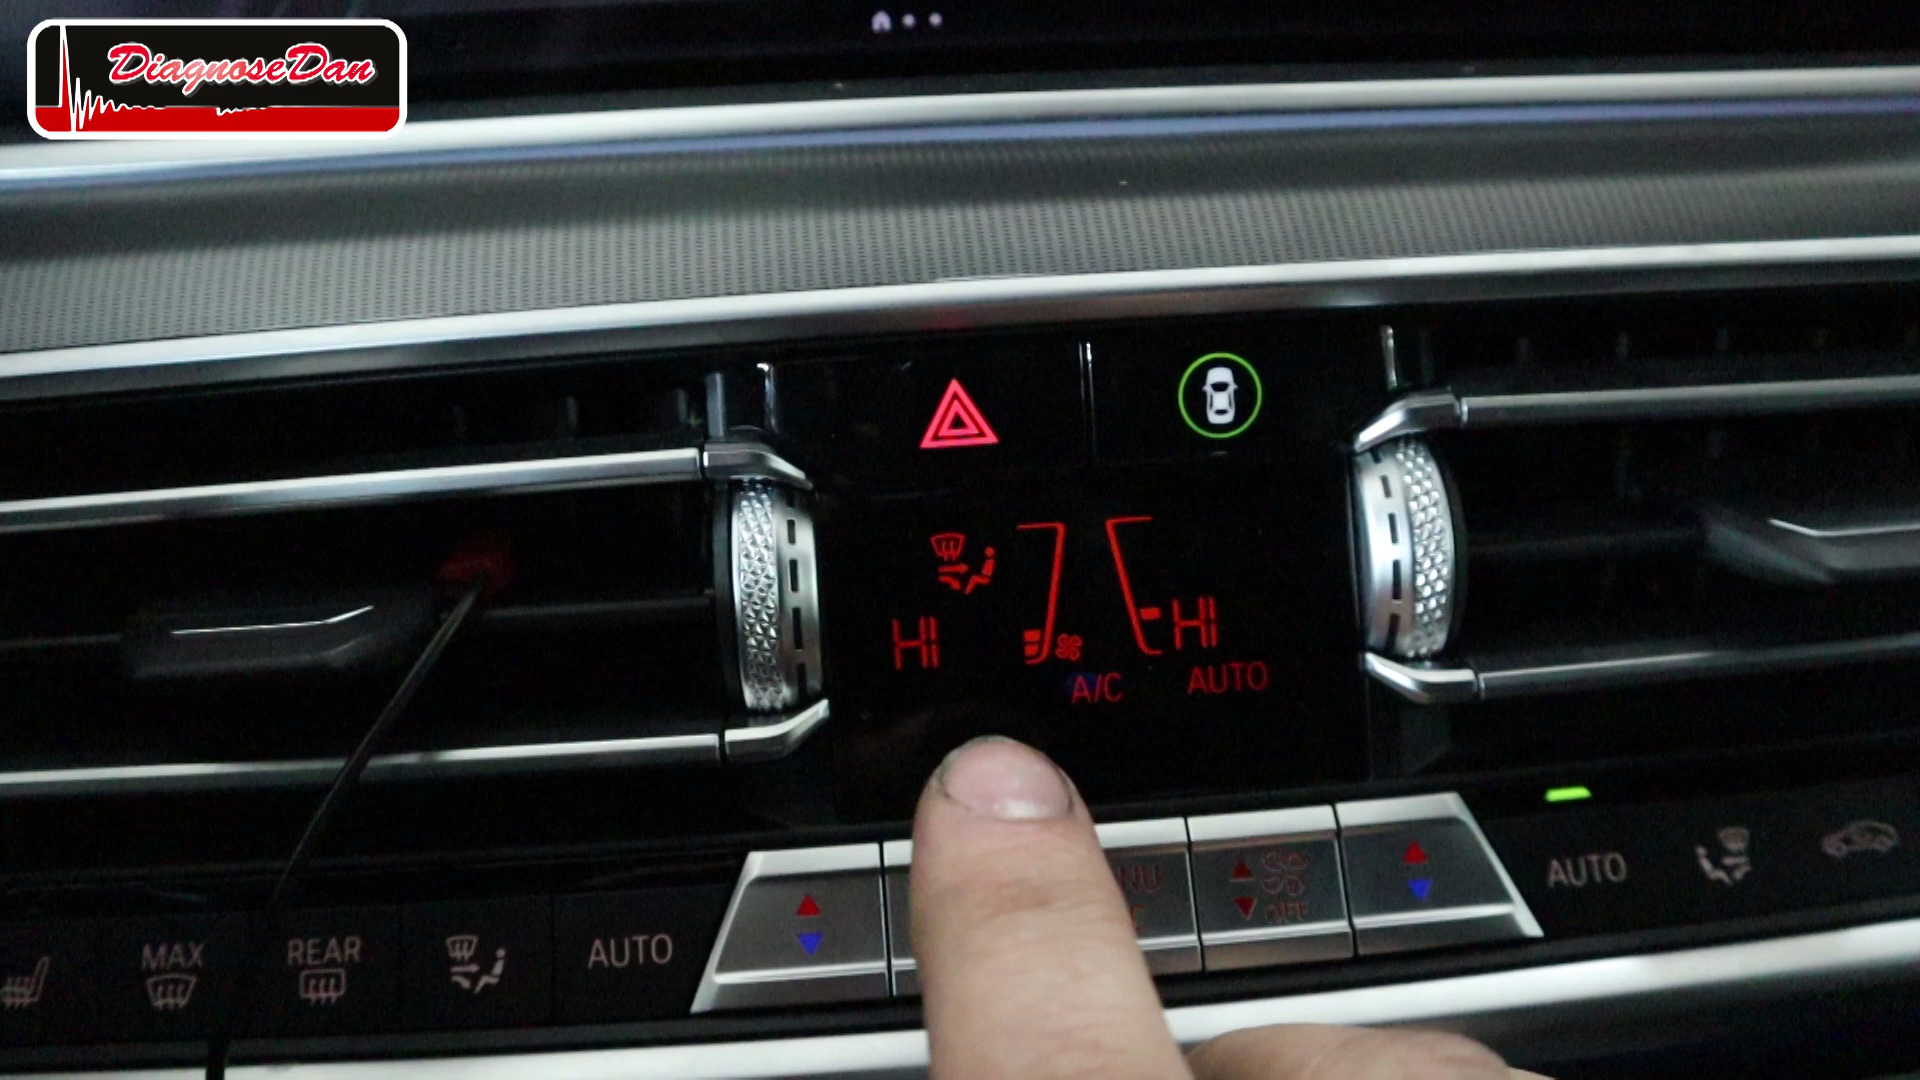 DiagnoseDan
HI
HI
A/C
AUTO
OFF
AUTO
MAX
REAR
AUTO